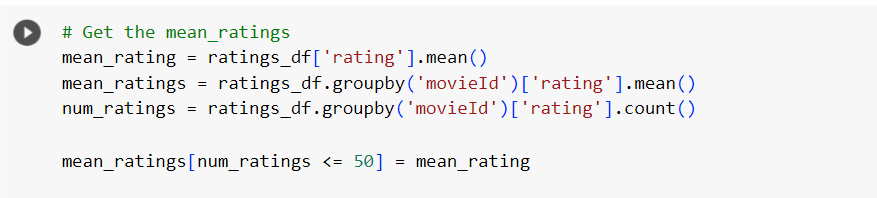 # Get the mean_ratings
mean_rating = ratings_df['rating'].mean()
mean_ratings = ratings_df.groupby('movieId')['rating'].mean()
num_ratings = ratings_df.groupby('movieId')['rating'].count()
mean_ratings[num_ratings <= 50] = mean_rating